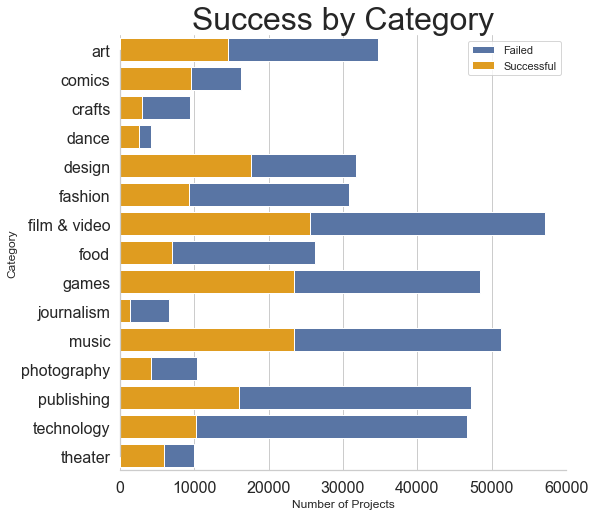 Success by Category
Failed
Successful
Category
art
comics
crafts
dance
design
fashion
film & video
food
games
journalism
music
photography
publishing
technology
theater
0 10000 20000 30000 40000 50000 60000
Number of Projects